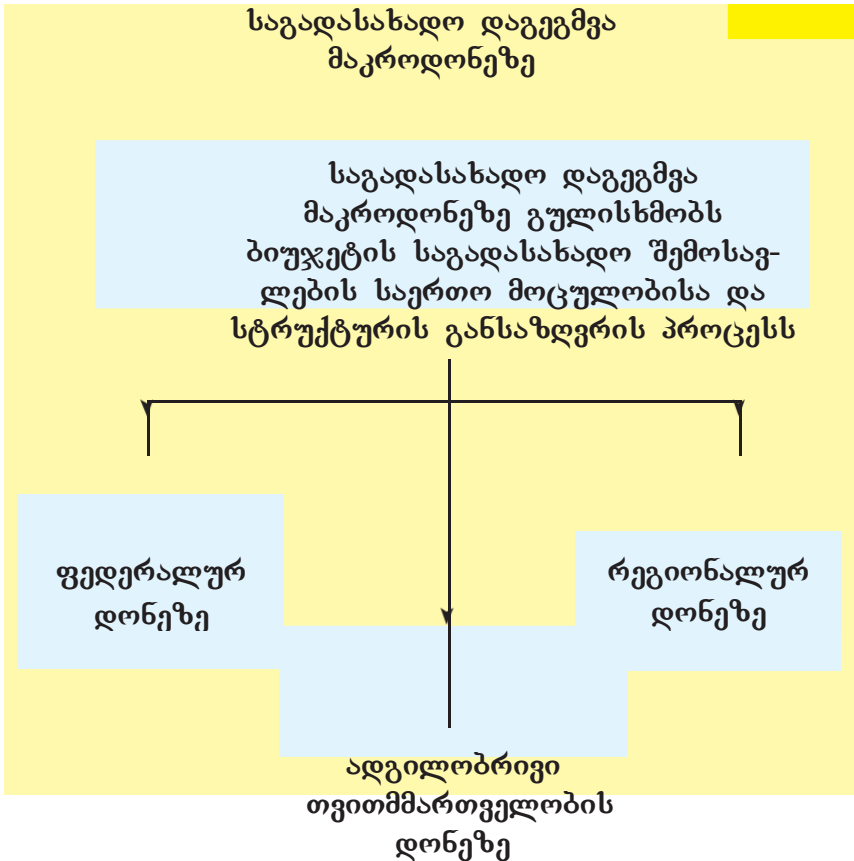 საგადასახადო დაგეგმვა
მაკროდონეზე
საგადასახადო დაგეგმვა
მაკროდონეზე გულისხმობს
ბიუჯეტის საგადასახადო შემოსავ-
ლების საერთო მოცულობისა და
სტრუქტურის განსაზღვრის პროცესს
ფედერალურ
დონეზე
რეგიონალურ
დონეზე
ადგილობრივი
თვითმმართველობის
დონეზე